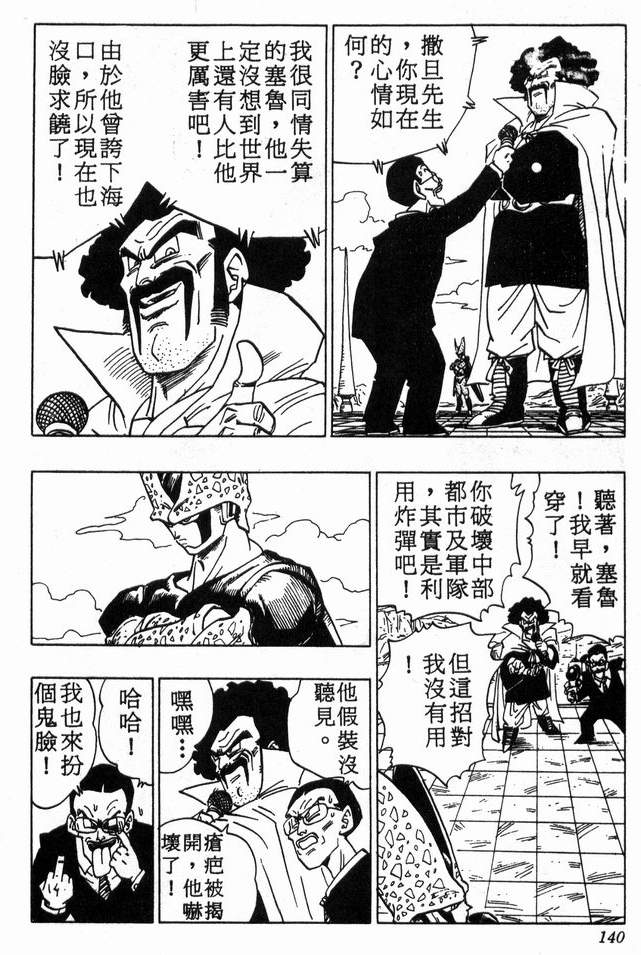 撒旦先生
，你現在
的心情如
何？
我很同情失算
的塞魯，他一
定沒想到世界
上還有人比他
更厲害吧！
由於他曾誇下海
口，所以現在也
沒臉求饒了！
聽著，塞魯
！我早就看
穿了！
你破壞中部
都市及軍隊
，其實是利
用炸彈吧！
但這招對
我沒有用
！
他假裝沒
聽見。
嘿嘿…
瘡疤被揭
開，他嚇
壞了！
哈哈！
我也來扮
個鬼臉！
140